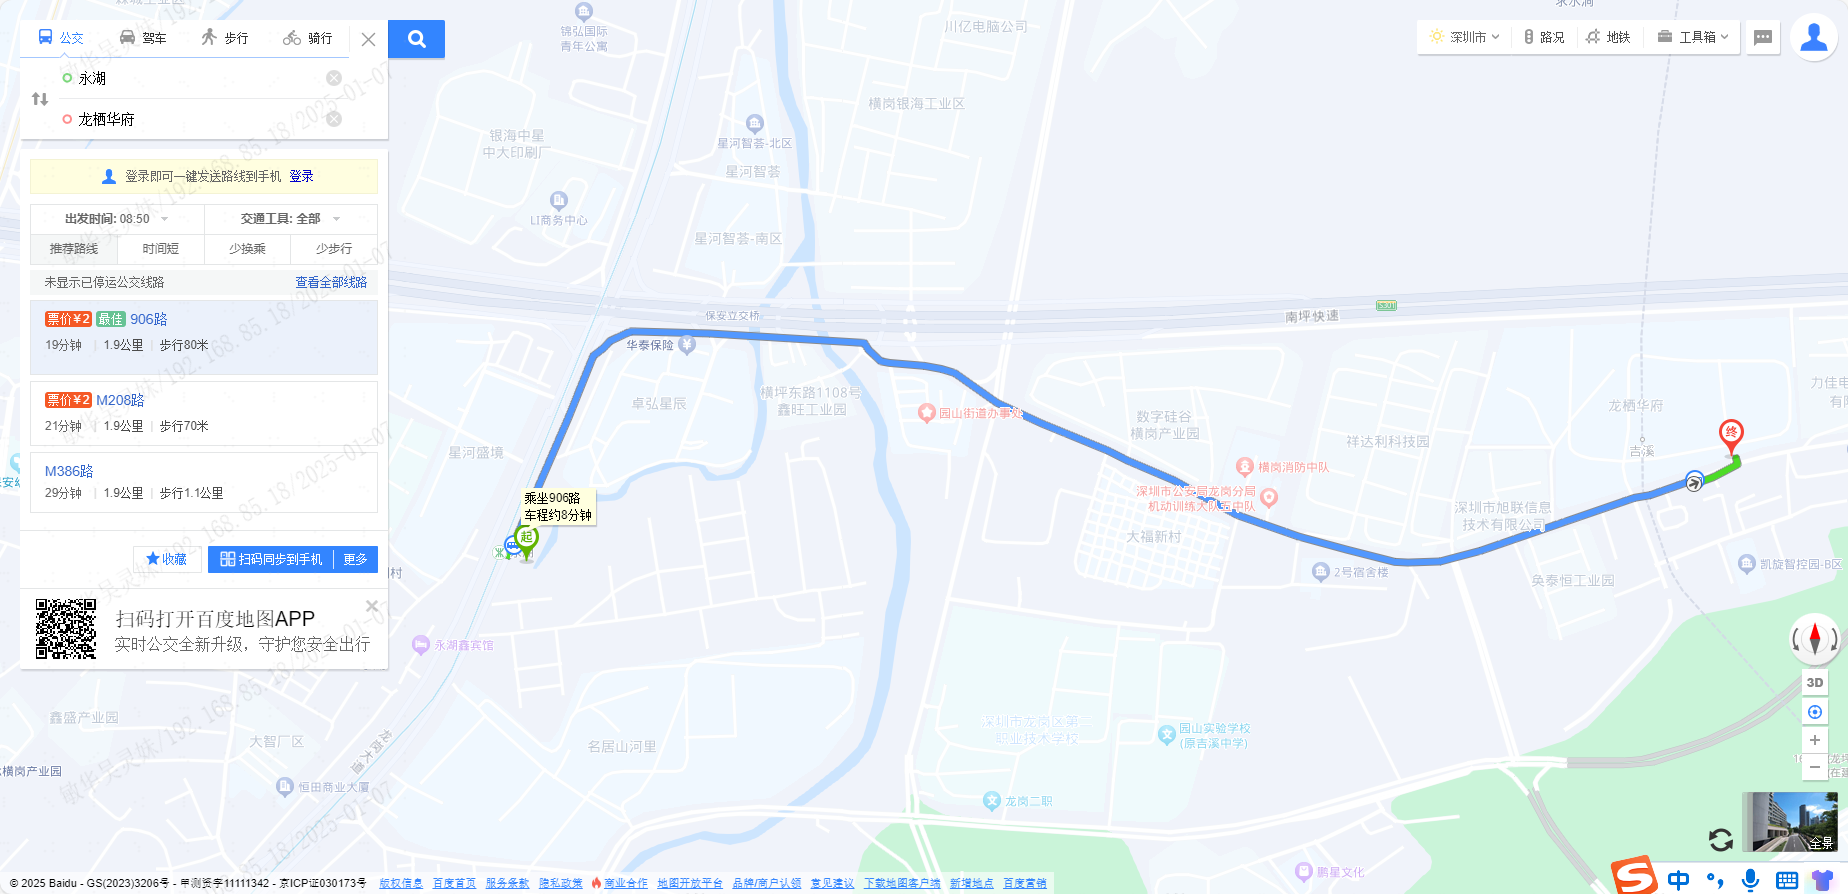 公交
驾车
步行
骑行
永湖
龙栖华府
登录即可一键发送路线到手机 登录
出发时间: 08:50
交通工具: 全部
推荐路线
时间短
少换乘
少步行
未显示已停运公交线路
查看全部线路
票价¥2 最佳 906路
19分钟 | 1.9公里 | 步行80米
票价¥2 M208路
21分钟 | 1.9公里 | 步行70米
M386路
29分钟 | 1.9公里 | 步行1.1公里
收藏
扫码同步到手机
更多
扫码打开百度地图APP
实时公交全新升级，守护您安全出行
深圳市
路况
地铁
工具箱
锦弘国际
青年公寓
川亿电脑公司
横岗银海工业区
银海中星
中大印刷厂
星河智荟-北区
星河智荟
LI商务中心
星河智荟-南区
保安立交桥
南坪快速
S301
华泰保险
卓弘星辰
横坪东路1108号
鑫旺工业园
园山街道办事处
数字硅谷
横岗产业园
祥达利科技园
龙栖华府
吉溪
终
力佳电
星河盛境
横岗消防中队
深圳市公安局龙岗分局
机动训练大队五中队
大福新村
深圳市旭联信息
技术有限公司
乘坐906路
车程约8分钟
起
2号宿舍楼
奂泰恒工业园
凯旋智控园-B区
永湖鑫宾馆
鑫盛产业园
大智厂区
龙岗大道
名居山河里
横岗产业园
恒田商业大厦
深圳市龙岗区第二
职业技术学校
园山实验学校
(原吉溪中学)
龙岗二职
鹏星文化
3D
全景
敏华吴灵妹/192.168.85.18/2025-01-07
© 2025 Baidu - GS(2023)3206号 - 甲测资字11111342 - 京ICP证030173号 版权信息 百度首页 服务条款 隐私政策 商业合作 地图开放平台 品牌/商户认领 意见建议 下载地图客户端 新增地点 百度营销
中